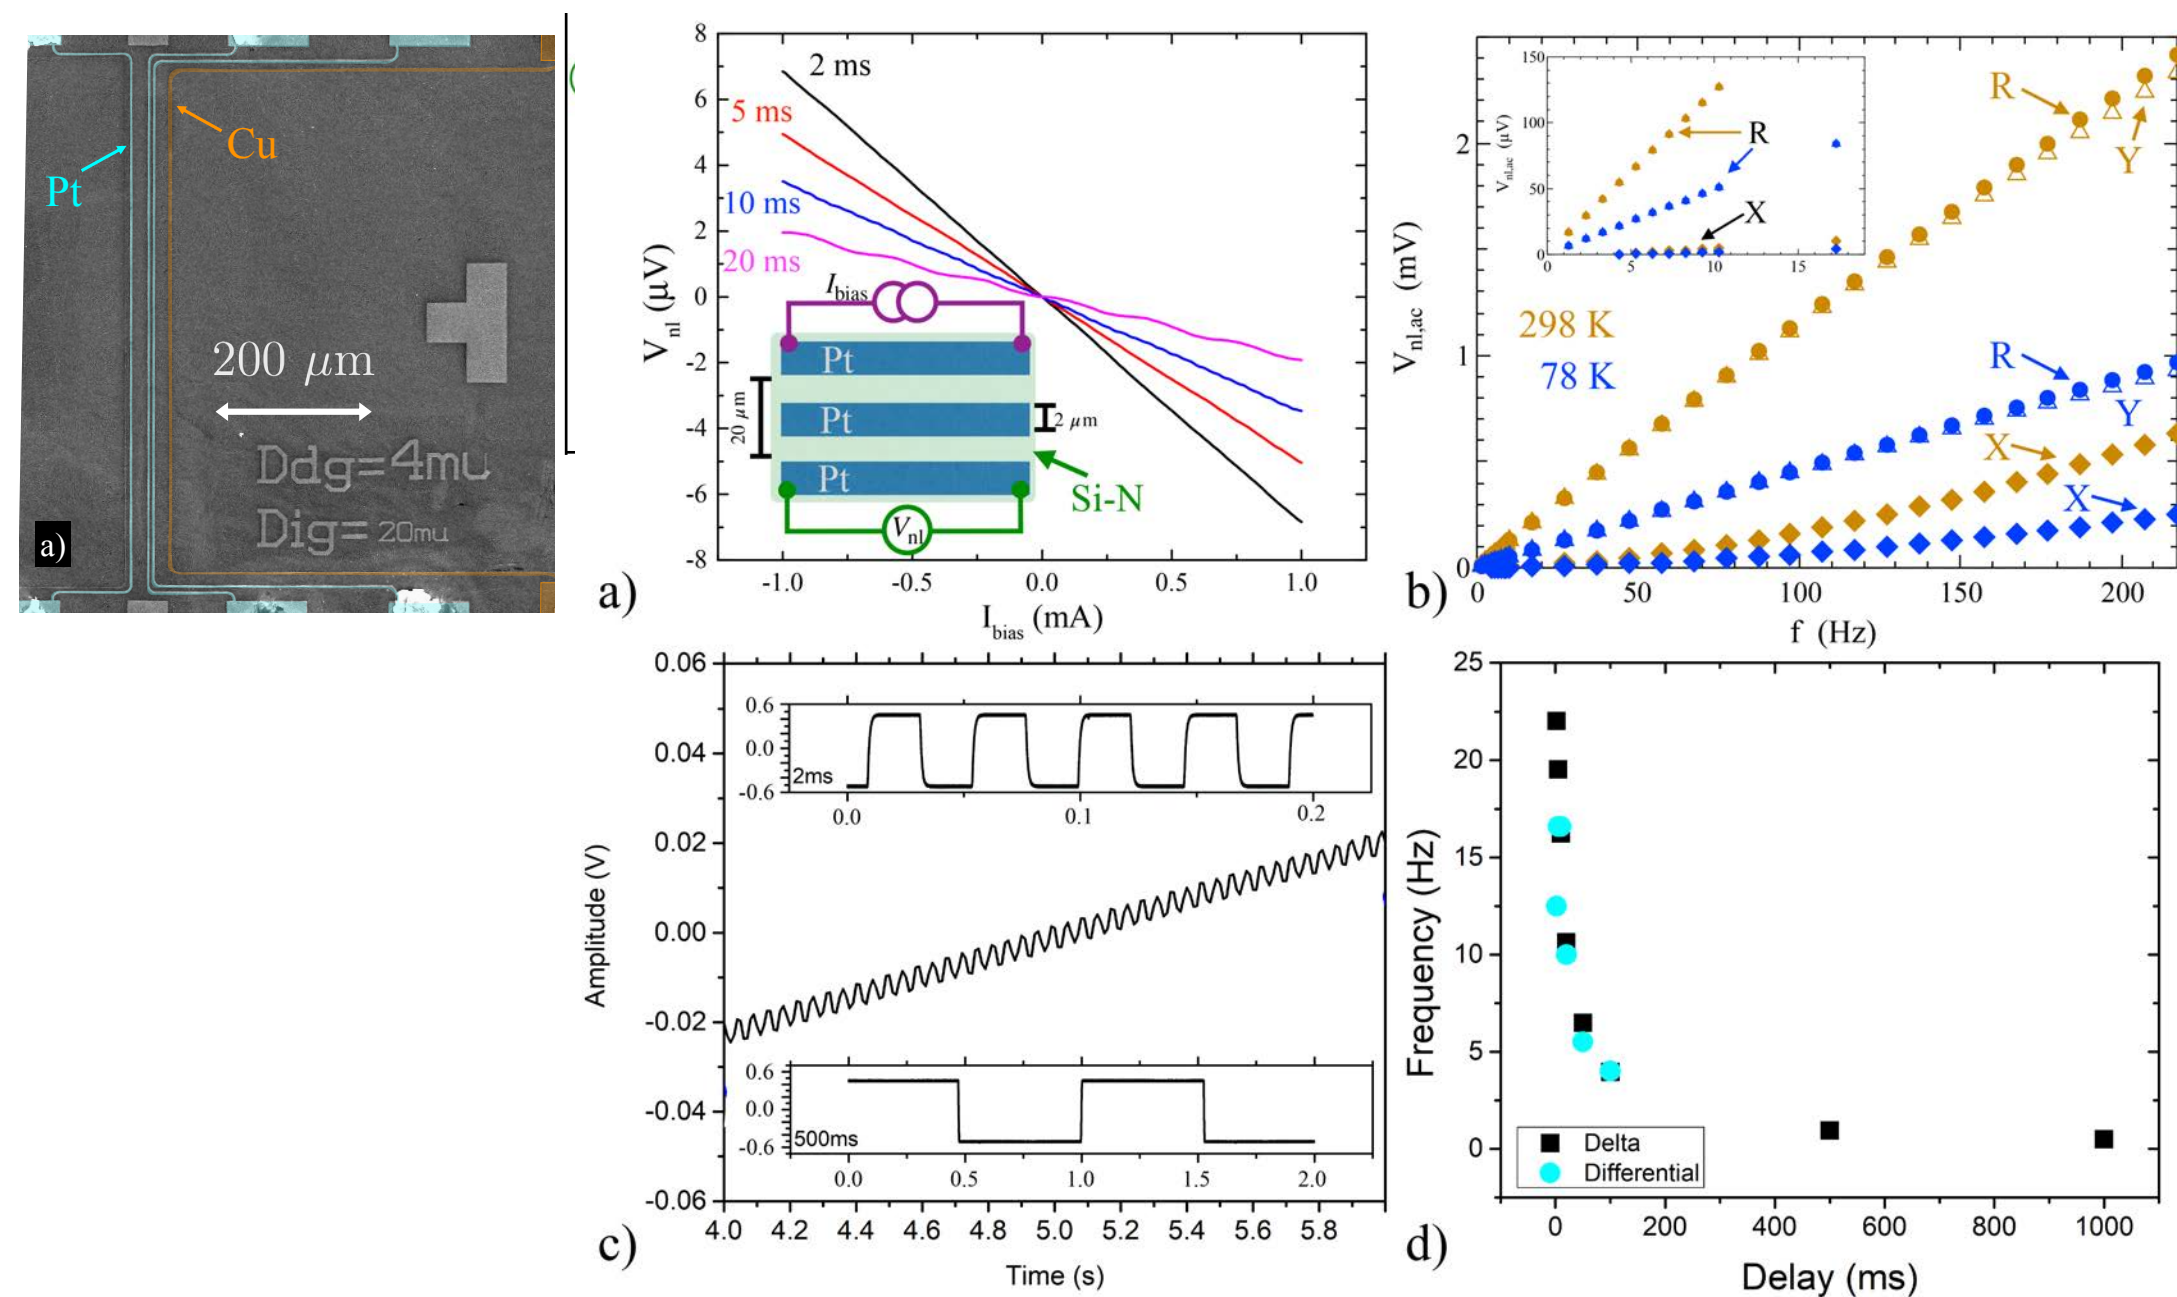 Pt
Cu
200 μm
Ddg=4mu
Dig=20mu
a)
8
6
4
2
0
-2
-4
-6
-8
V_nl (μV)
2 ms
5 ms
10 ms
20 ms
I_bias
Pt
Pt
Pt
20 μm
2 μm
Si-N
V_nl
-1.0 -0.5 0.0 0.5 1.0
I_bias (mA)
a)
V_nl,ac (mV)
2
1
0
150
100
50
0
V_nl,ac (μV)
0 5 10 15
R
X
298 K
78 K
R
Y
R
Y
X
X
0 50 100 150 200
f (Hz)
b)
0.06
0.04
0.02
0.00
-0.02
-0.04
-0.06
Amplitude (V)
0.6
0.0
-0.6
2ms
0.0 0.1 0.2
0.6
0.0
-0.6
500ms
0.0 0.5 1.0 1.5 2.0
4.0 4.2 4.4 4.6 4.8 5.0 5.2 5.4 5.6 5.8
Time (s)
c)
25
20
15
10
5
0
Frequency (Hz)
Delta
Differential
0 200 400 600 800 1000
Delay (ms)
d)